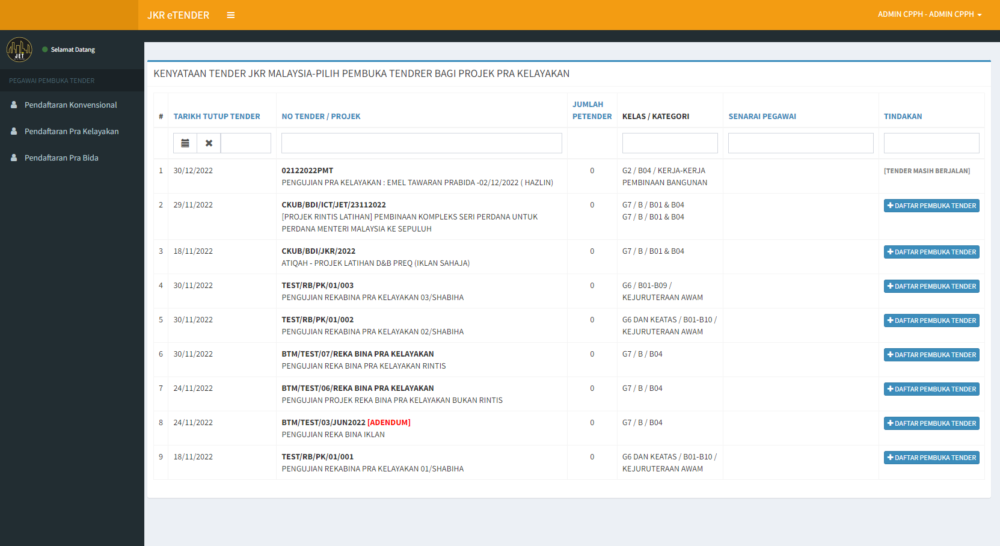 JKR eTENDER
ADMIN CPPH - ADMIN CPPH
JET
Selamat Datang
PEGAWAI PEMBUKA TENDER
Pendaftaran Konvensional
Pendaftaran Pra Kelayakan
Pendaftaran Pra Bida
KENYATAAN TENDER JKR MALAYSIA-PILIH PEMBUKA TENDRER BAGI PROJEK PRA KELAYAKAN
# TARIKH TUTUP TENDER NO TENDER / PROJEK JUMLAH PETENDER KELAS / KATEGORI SENARAI PEGAWAI TINDAKAN
1 30/12/2022 02122022PMT 0 G2 / B04 / KERJA-KERJA [TENDER MASIH BERJALAN]
PENGUJIAN PRA KELAYAKAN : EMEL TAWARAN PRABIDA -02/12/2022 ( HAZLIN) PEMBINAAN BANGUNAN
2 29/11/2022 CKUB/BDI/ICT/JET/23112022 0 G7 / B / B01 & B04 DAFTAR PEMBUKA TENDER
[PROJEK RINTIS LATIHAN] PEMBINAAN KOMPLEKS SERI PERDANA UNTUK G7 / B / B01 & B04
PERDANA MENTERI MALAYSIA KE SEPULUH
3 18/11/2022 CKUB/BDI/JKR/2022 0 G7 / B / B01 & B04 DAFTAR PEMBUKA TENDER
ATIQAH - PROJEK LATIHAN D&B PREQ (IKLAN SAHAJA)
4 30/11/2022 TEST/RB/PK/01/003 0 G6 / B01-B09 / DAFTAR PEMBUKA TENDER
PENGUJIAN REKABINA PRA KELAYAKAN 03/SHABIHA KEJURUTERAAN AWAM
5 30/11/2022 TEST/RB/PK/01/002 0 G6 DAN KEATAS / B01-B10 / DAFTAR PEMBUKA TENDER
PENGUJIAN REKABINA PRA KELAYAKAN 02/SHABIHA KEJURUTERAAN AWAM
6 30/11/2022 BTM/TEST/07/REKA BINA PRA KELAYAKAN 0 G7 / B / B04 DAFTAR PEMBUKA TENDER
PENGUJIAN REKA BINA PRA KELAYAKAN RINTIS
7 24/11/2022 BTM/TEST/06/REKA BINA PRA KELAYAKAN 0 G7 / B / B04 DAFTAR PEMBUKA TENDER
PENGUJIAN PROJEK REKA BINA PRA KELAYAKAN BUKAN RINTIS
8 24/11/2022 BTM/TEST/03/JUN2022 [ADENDUM] 0 G7 / B / B04 DAFTAR PEMBUKA TENDER
PENGUJIAN REKA BINA IKLAN
9 18/11/2022 TEST/RB/PK/01/001 0 G6 DAN KEATAS / B01-B10 / DAFTAR PEMBUKA TENDER
PENGUJIAN REKABINA PRA KELAYAKAN 01/SHABIHA KEJURUTERAAN AWAM